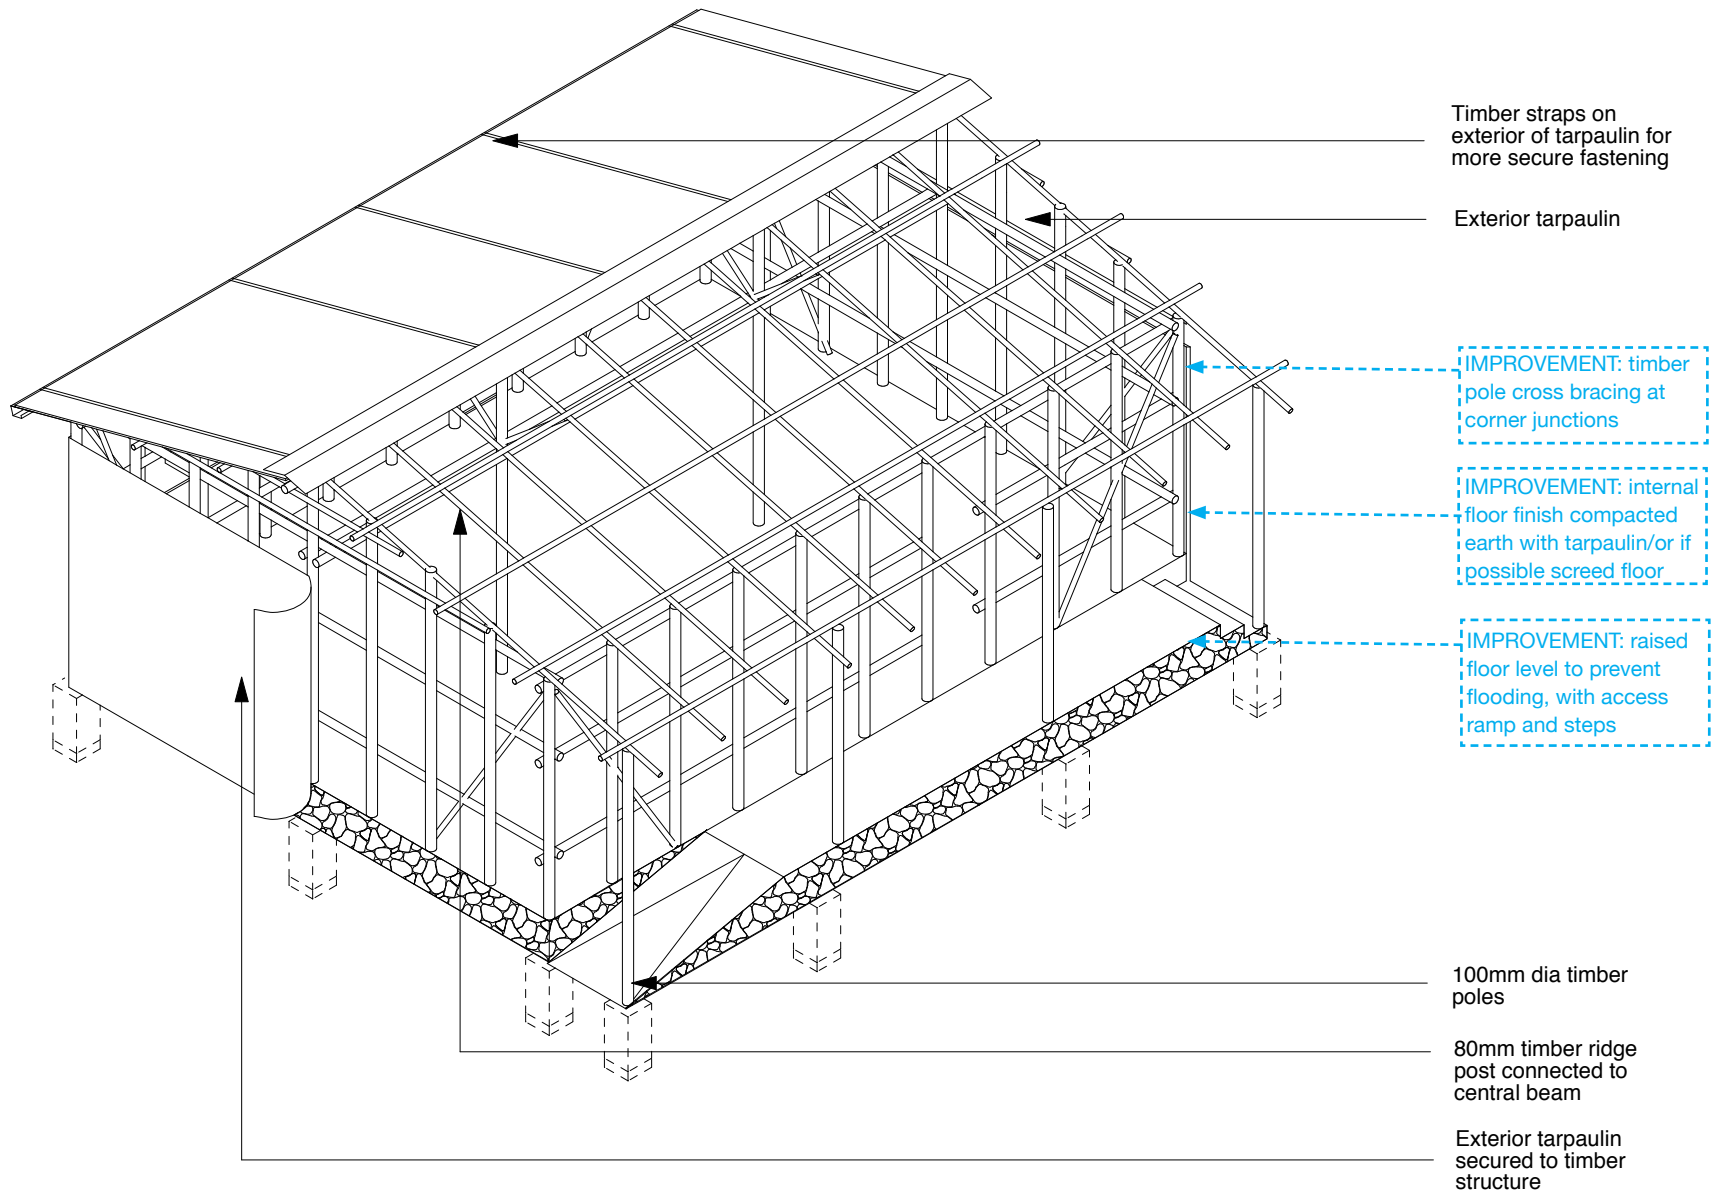 Timber straps on
exterior of tarpaulin for
more secure fastening
Exterior tarpaulin
IMPROVEMENT: timber
pole cross bracing at
corner junctions
IMPROVEMENT: internal
floor finish compacted
earth with tarpaulin/or if
possible screed floor
IMPROVEMENT: raised
floor level to prevent
flooding, with access
ramp and steps
100mm dia timber
poles
80mm timber ridge
post connected to
central beam
Exterior tarpaulin
secured to timber
structure